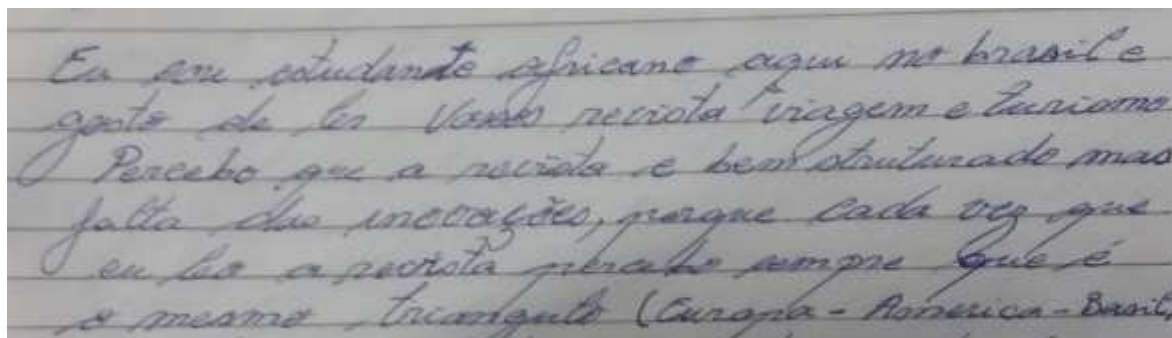 Eu sou estudante africano aqui no brasil e
gosto de ler Vossa revista viagem e turismo
Percebo que a revista e bem struturado mas
falta das inovações, porque cada vez que
eu leo a revista percebo sempre que é
o mesmo triangulo (Europa - America - Brasil,